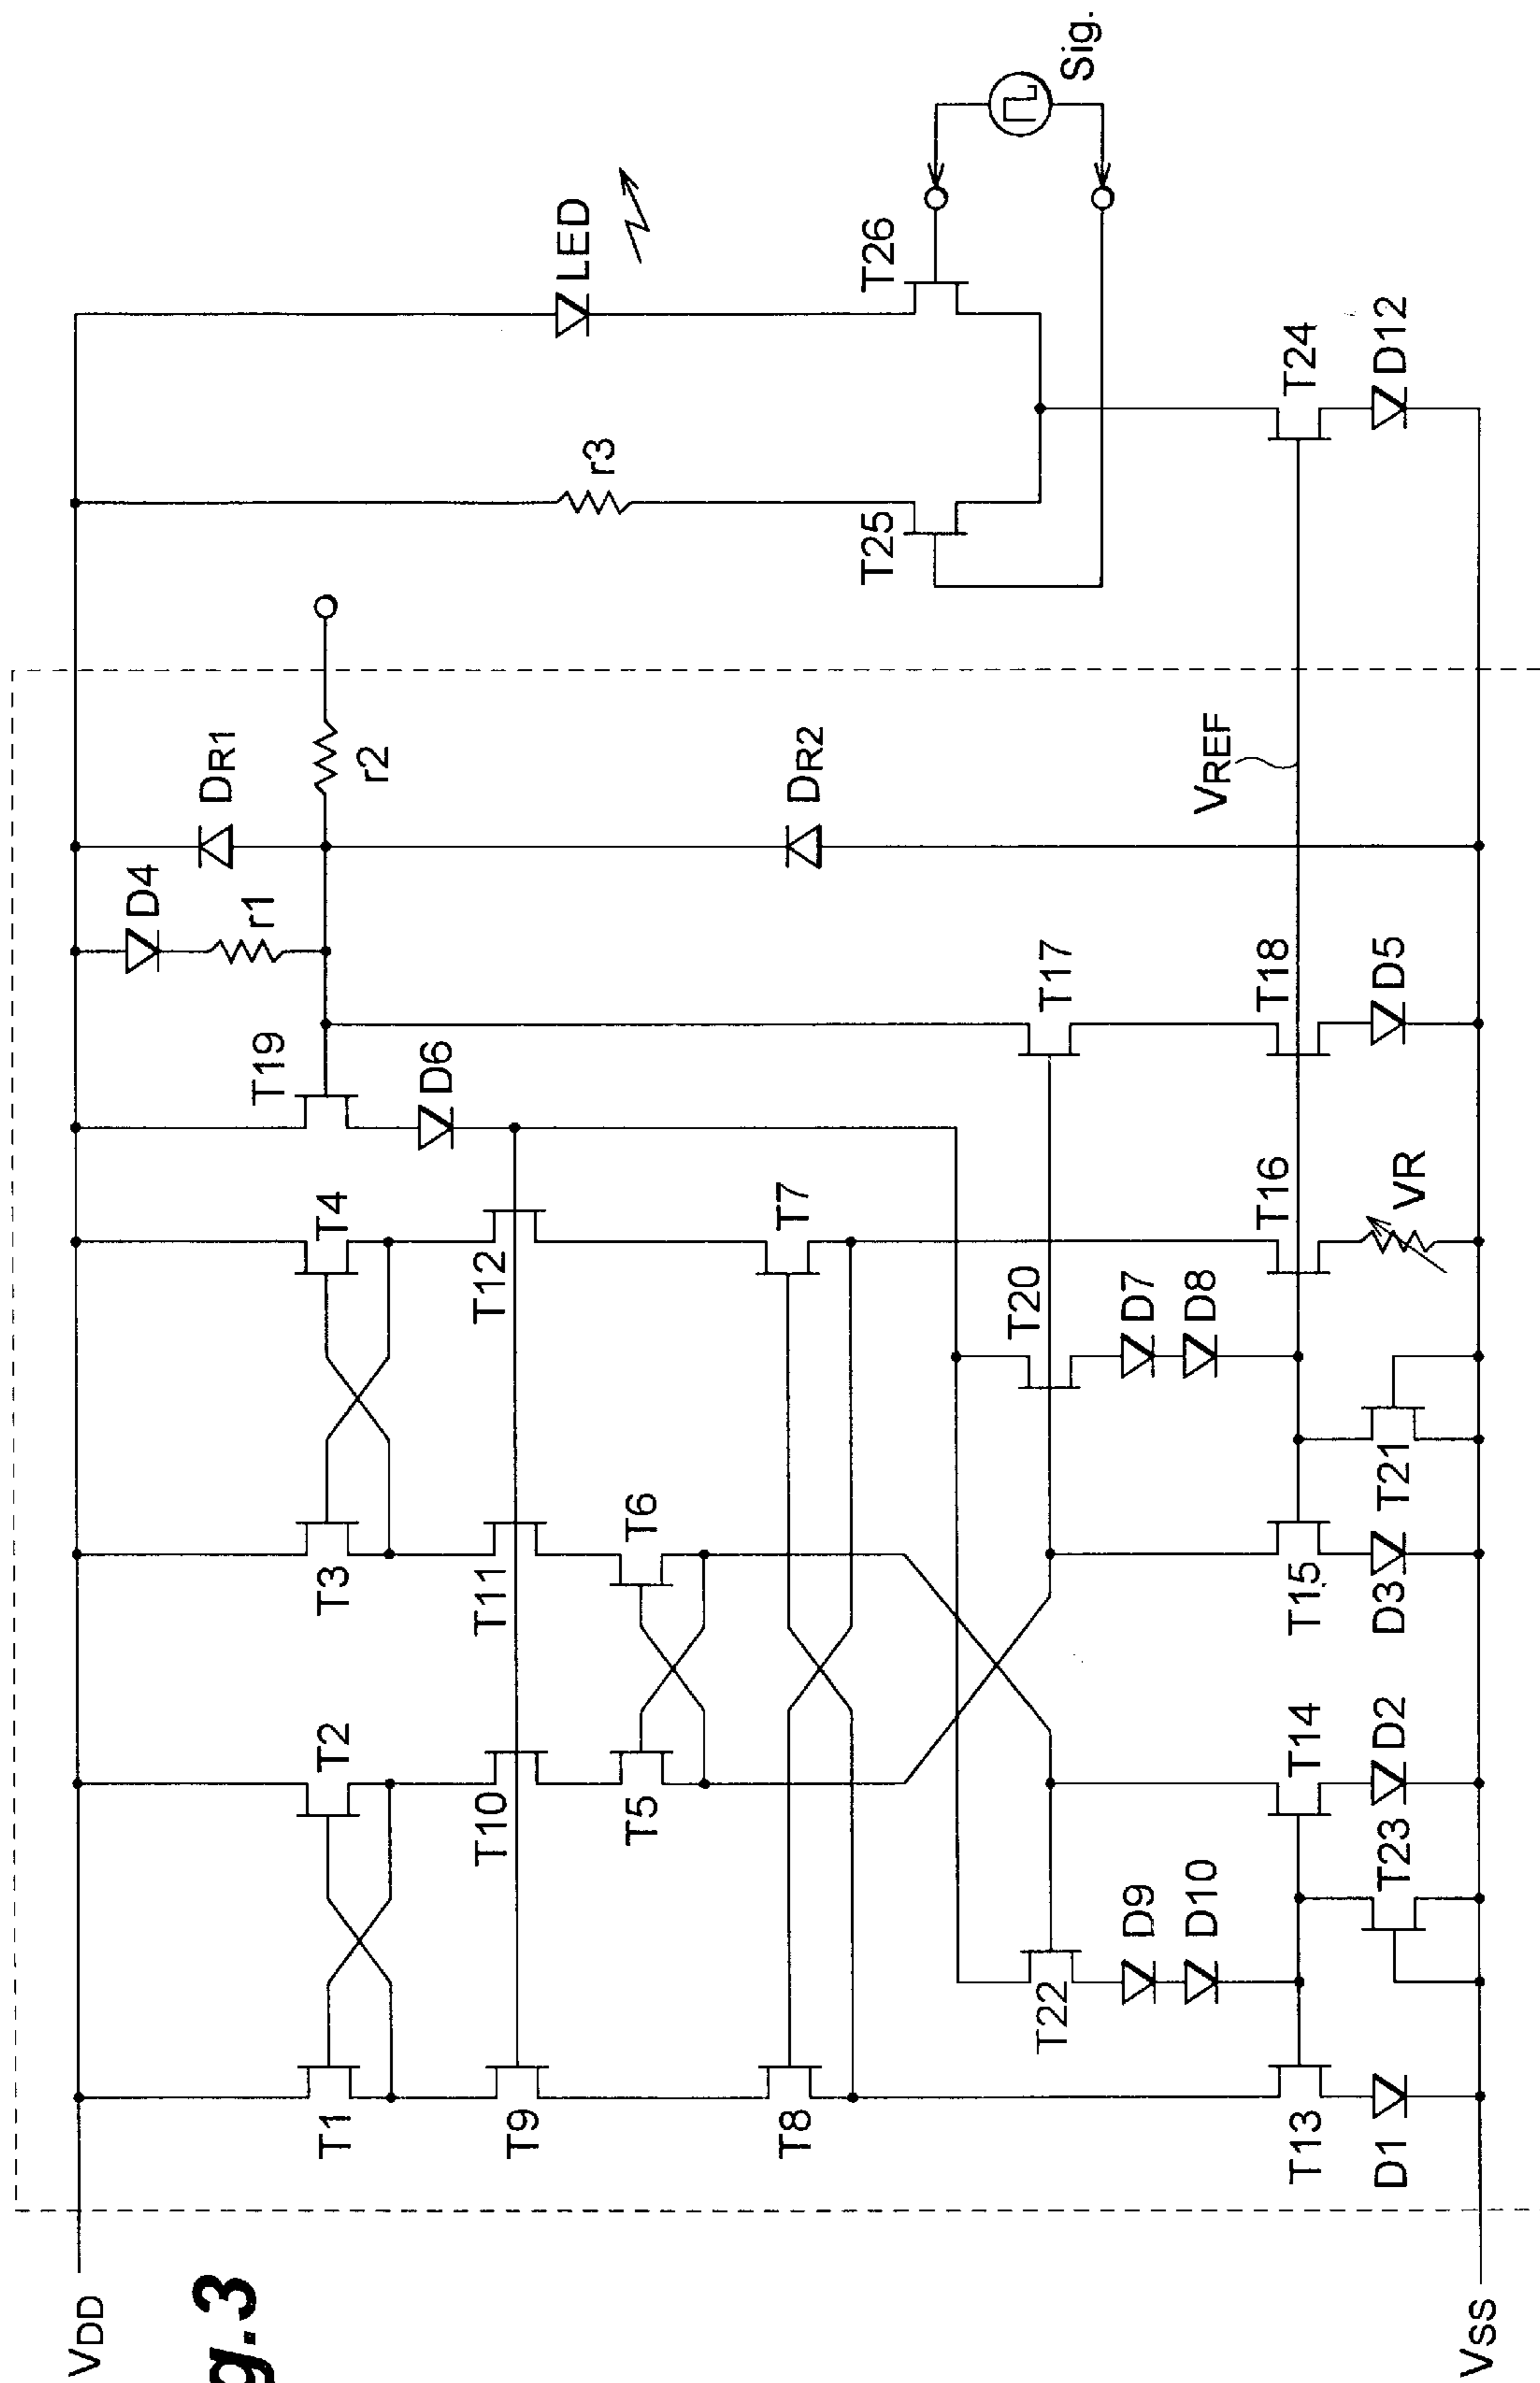 g.3
VDD
VSS
T1
T2
T3
T4
T19
D4
r1
DR1
r2
D6
LED
r3
T9
T10
T11
T12
T5
T6
T8
T7
DR2
T25
T26
Sig.
T22
T20
T17
D9
D10
D7
D8
VREF
T13
T14
T15
T16
T18
T24
D1
T23
D2
D3
T21
VR
D5
D12